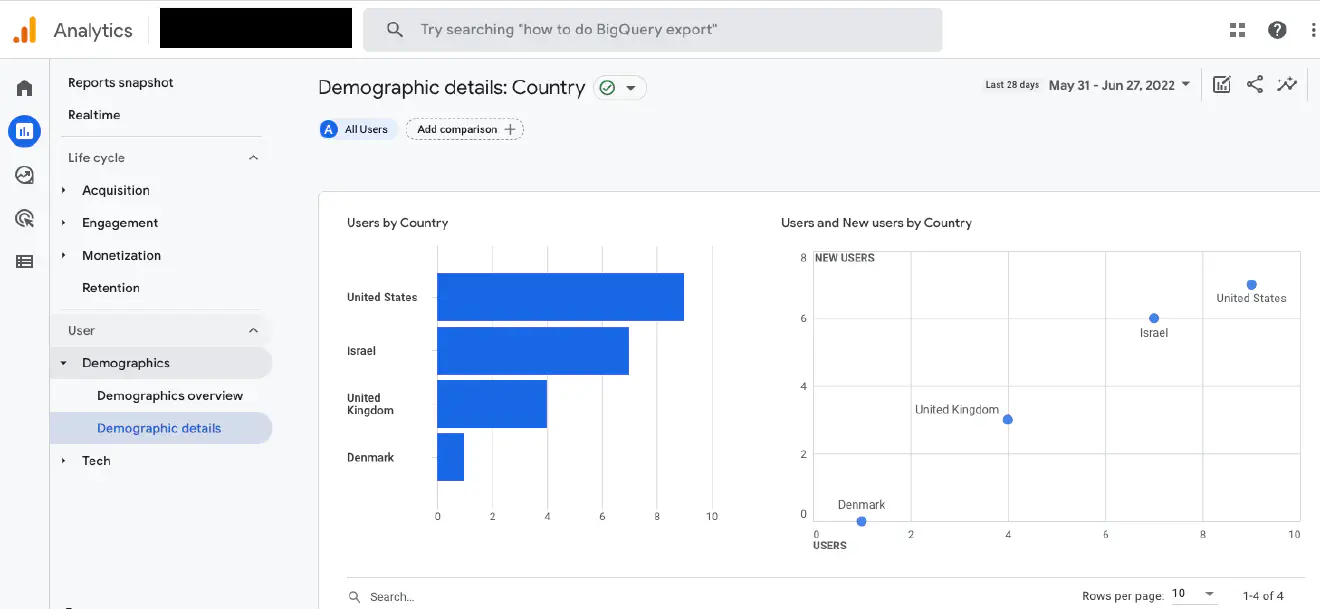 Analytics
Try searching "how to do BigQuery export"
Reports snapshot
Realtime
Life cycle
Acquisition
Engagement
Monetization
Retention
User
Demographics
Demographics overview
Demographic details
Tech
Demographic details: Country
Last 28 days May 31 - Jun 27, 2022
A All Users
Add comparison
Users by Country
United States
Israel
United
Kingdom
Denmark
0 2 4 6 8 10
Users and New users by Country
8 NEW USERS
United States
6
Israel
4
United Kingdom
2
Denmark
0
0 2 4 6 8 10
USERS
Search...
Rows per page: 10 1-4 of 4